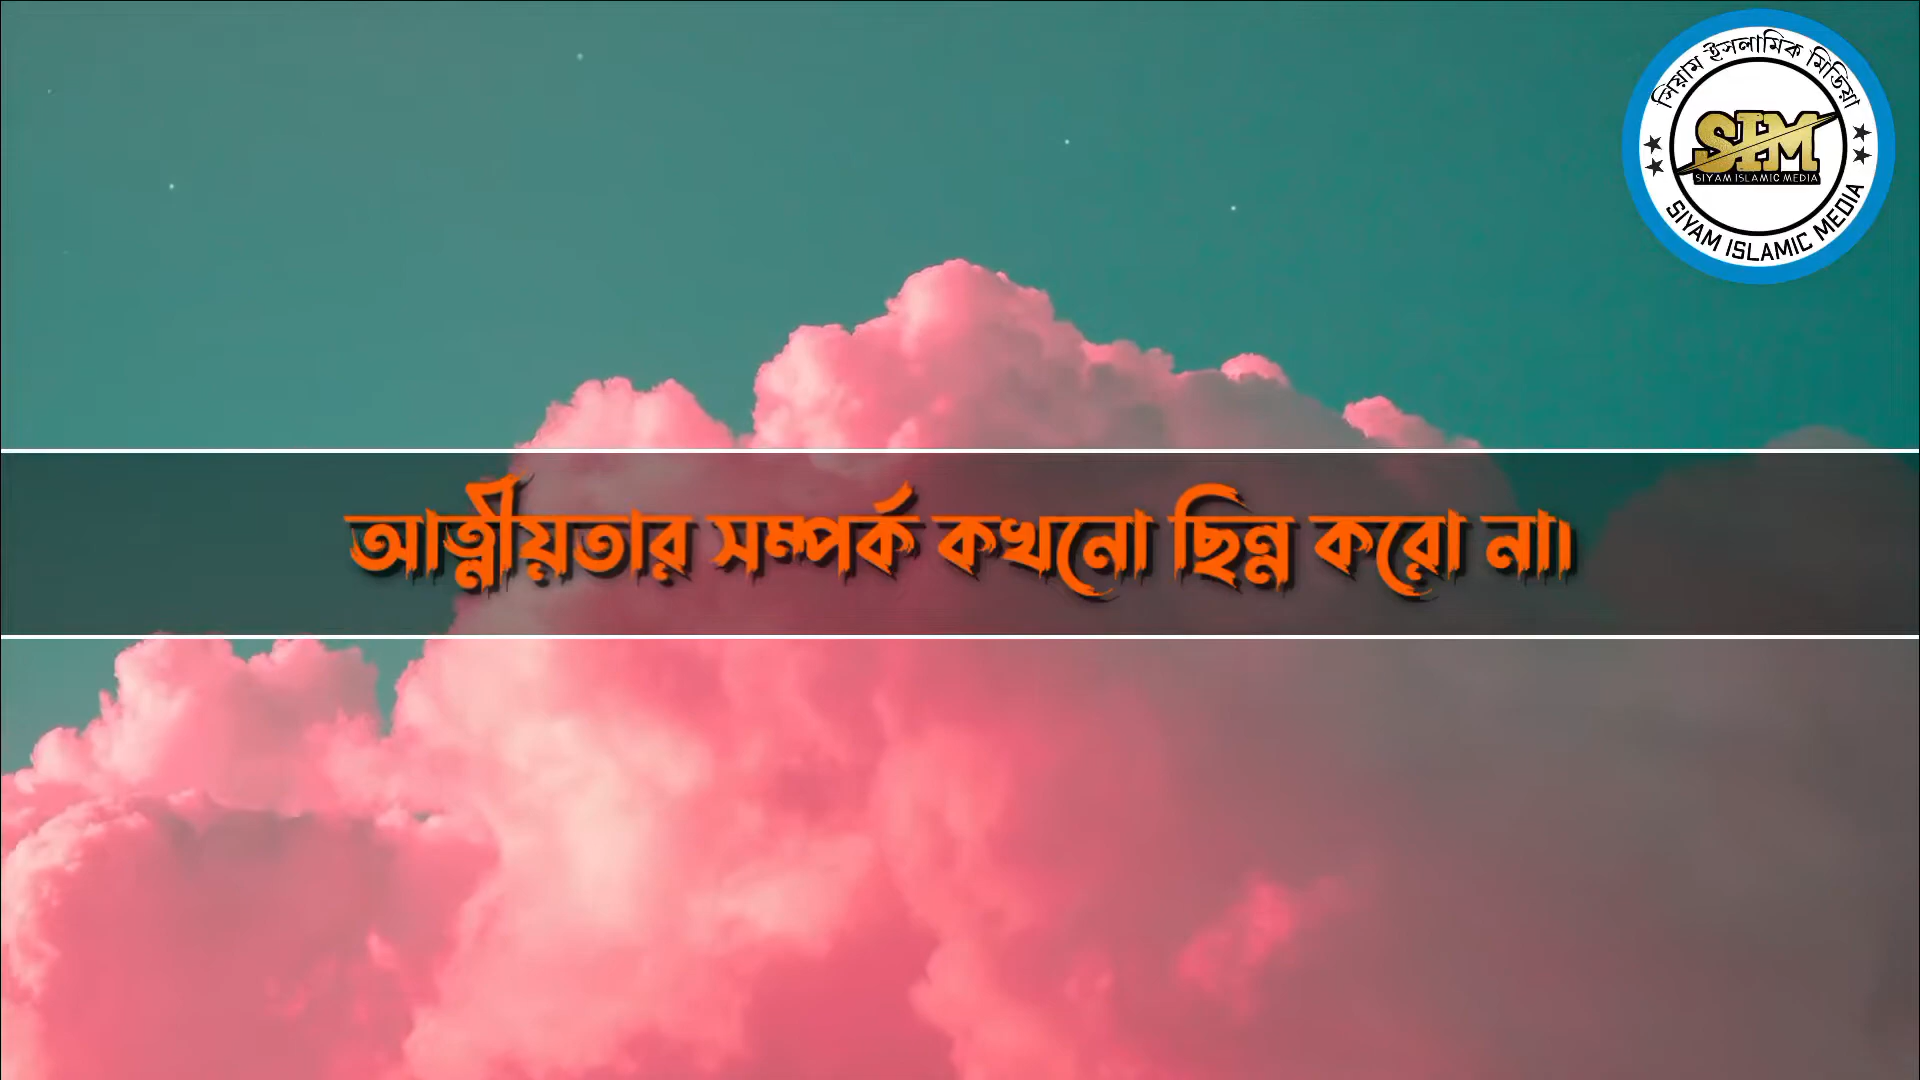 সিয়াম ইসলামিক মিডিয়া
SIM
SIYAM ISLAMIC MEDIA
SIYAM ISLAMIC MEDIA
আত্নীয়তার সম্পর্ক কখনো ছিন্ন করো না।